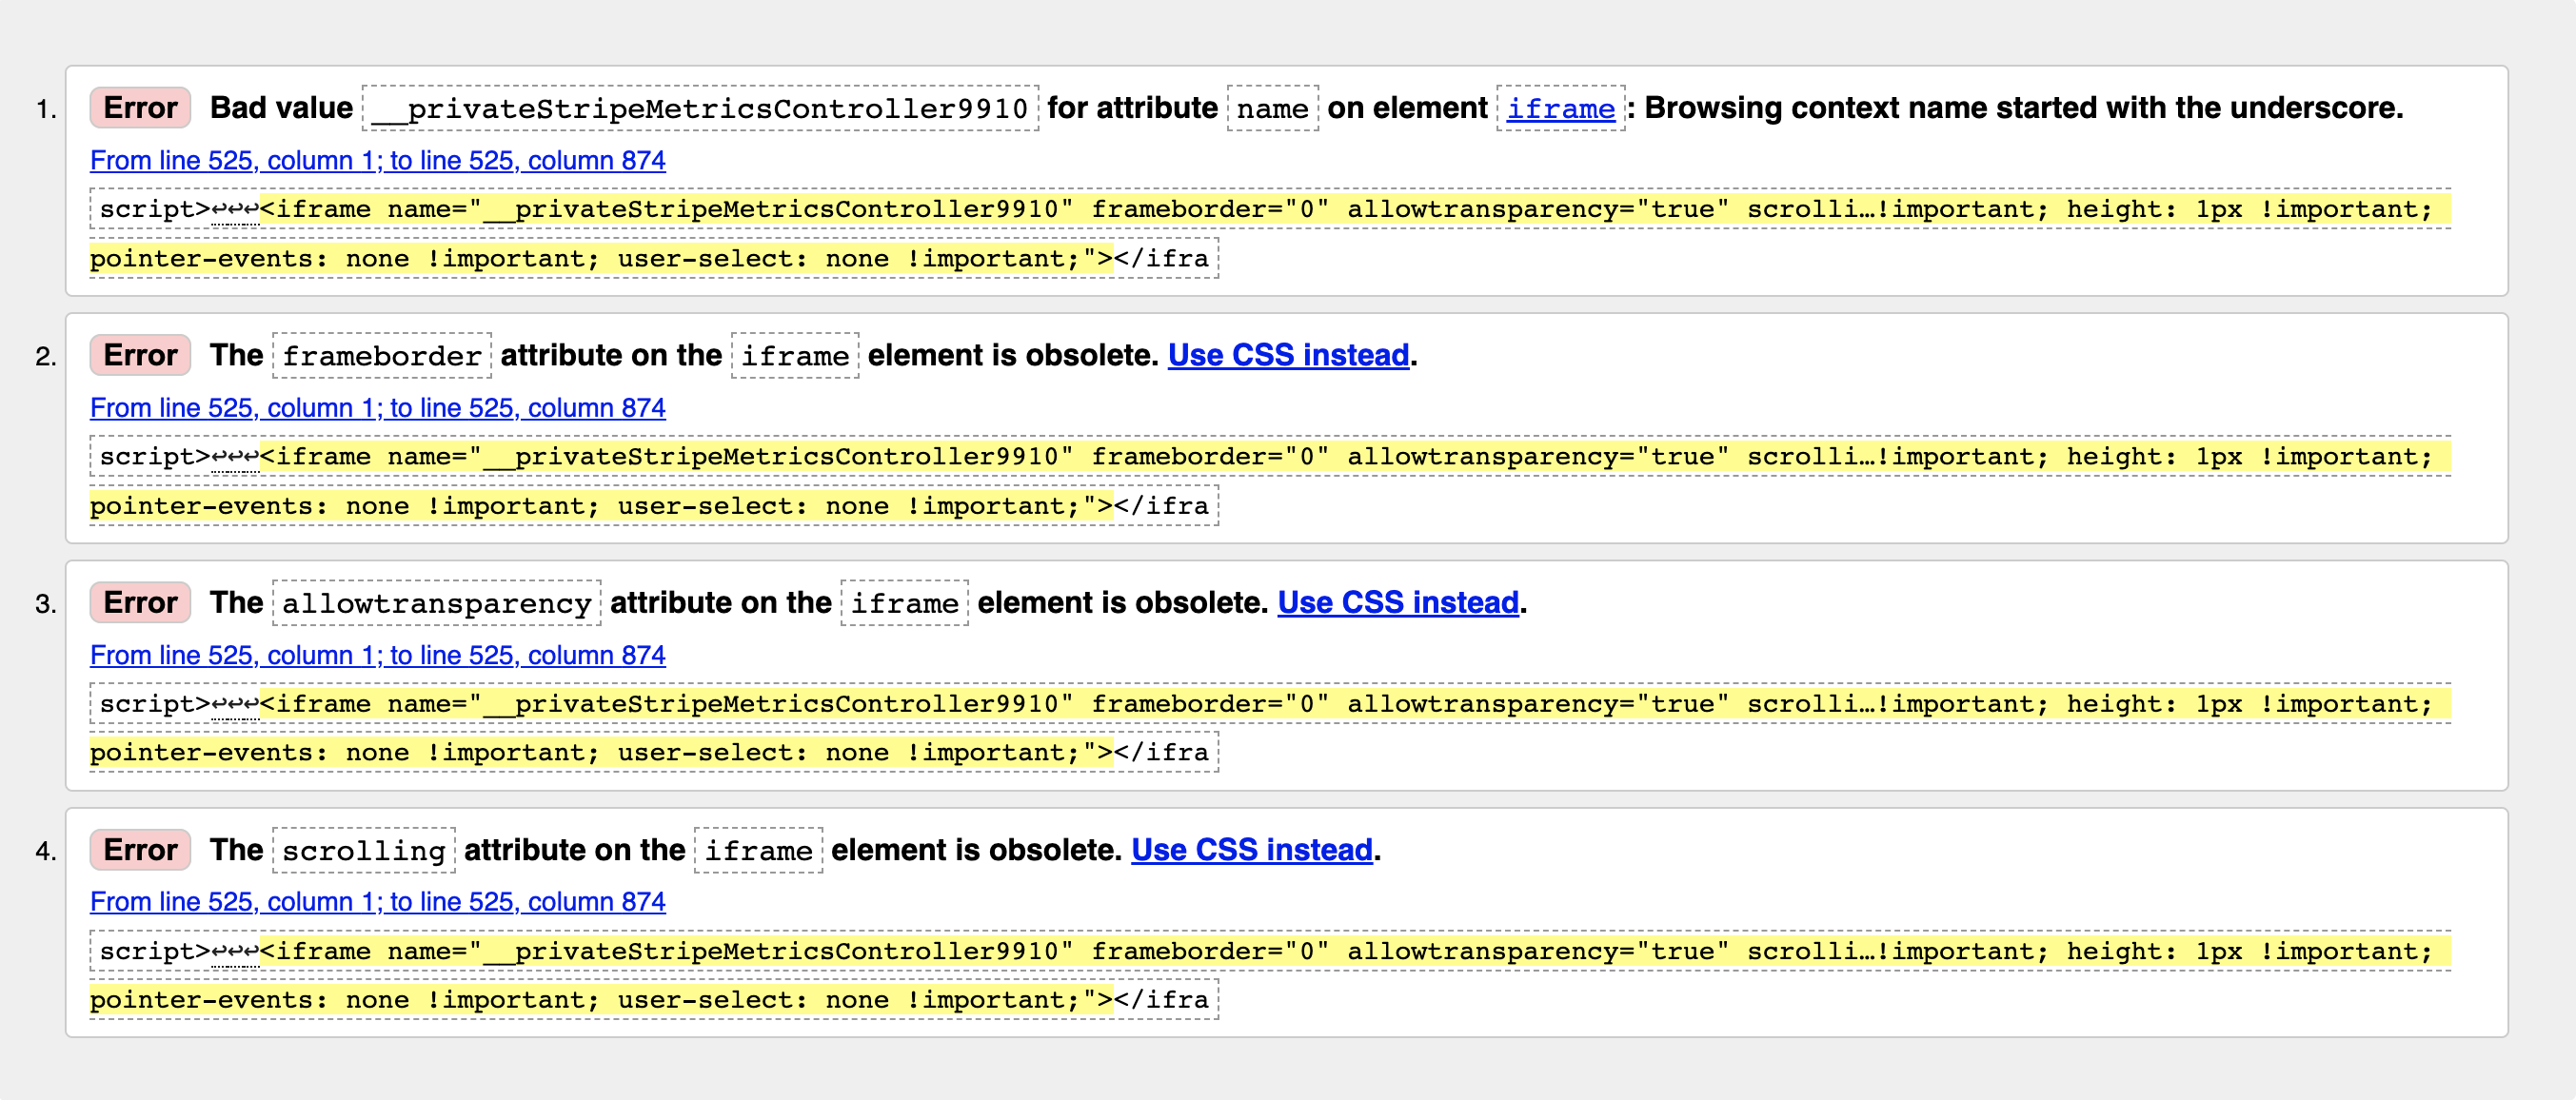 1. Error Bad value __privateStripeMetricsController9910 for attribute name on element iframe: Browsing context name started with the underscore.
From line 525, column 1; to line 525, column 874
script>↩↩↩<iframe name="__privateStripeMetricsController9910" frameborder="0" allowtransparency="true" scrolli…!important; height: 1px !important;
pointer-events: none !important; user-select: none !important;"></ifra
2. Error The frameborder attribute on the iframe element is obsolete. Use CSS instead.
From line 525, column 1; to line 525, column 874
script>↩↩↩<iframe name="__privateStripeMetricsController9910" frameborder="0" allowtransparency="true" scrolli…!important; height: 1px !important;
pointer-events: none !important; user-select: none !important;"></ifra
3. Error The allowtransparency attribute on the iframe element is obsolete. Use CSS instead.
From line 525, column 1; to line 525, column 874
script>↩↩↩<iframe name="__privateStripeMetricsController9910" frameborder="0" allowtransparency="true" scrolli…!important; height: 1px !important;
pointer-events: none !important; user-select: none !important;"></ifra
4. Error The scrolling attribute on the iframe element is obsolete. Use CSS instead.
From line 525, column 1; to line 525, column 874
script>↩↩↩<iframe name="__privateStripeMetricsController9910" frameborder="0" allowtransparency="true" scrolli…!important; height: 1px !important;
pointer-events: none !important; user-select: none !important;"></ifra